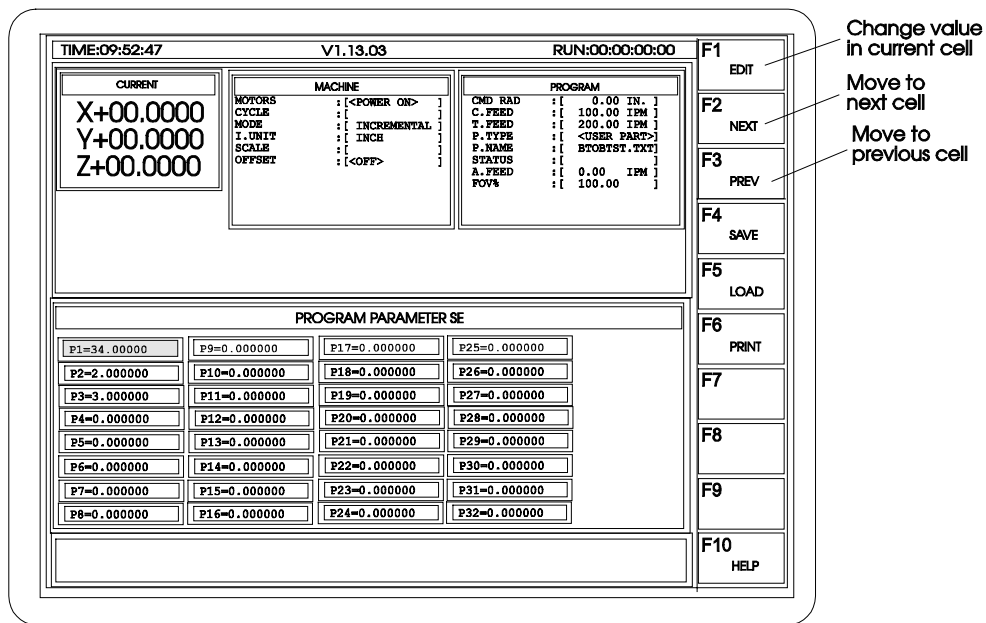 TIME:09:52:47 V1.13.03 RUN:00:00:00:00
CURRENT
X+00.0000
Y+00.0000
Z+00.0000
MACHINE
MOTORS :[<POWER ON> ]
CYCLE :[ ]
MODE :[ INCREMENTAL ]
I.UNIT :[ INCH ]
SCALE :[ ]
OFFSET :[<OFF> ]
PROGRAM
CMD RAD :[ 0.00 IN. ]
C.FEED :[ 100.00 IPM ]
T.FEED :[ 200.00 IPM ]
P.TYPE :[ <USER PART>]
P.NAME :[ BTOBTST.TXT]
STATUS :[ ]
A.FEED :[ 0.00 IPM ]
FOV% :[ 100.00 ]
PROGRAM PARAMETER SE
P1=34.00000 P9=0.000000 P17=0.000000 P25=0.000000
P2=2.000000 P10=0.000000 P18=0.000000 P26=0.000000
P3=3.000000 P11=0.000000 P19=0.000000 P27=0.000000
P4=0.000000 P12=0.000000 P20=0.000000 P28=0.000000
P5=0.000000 P13=0.000000 P21=0.000000 P29=0.000000
P6=0.000000 P14=0.000000 P22=0.000000 P30=0.000000
P7=0.000000 P15=0.000000 P23=0.000000 P31=0.000000
P8=0.000000 P16=0.000000 P24=0.000000 P32=0.000000
F1
EDIT
F2
NEXT
F3
PREV
F4
SAVE
F5
LOAD
F6
PRINT
F7
F8
F9
F10
HELP
Change value
in current cell
Move to
next cell
Move to
previous cell